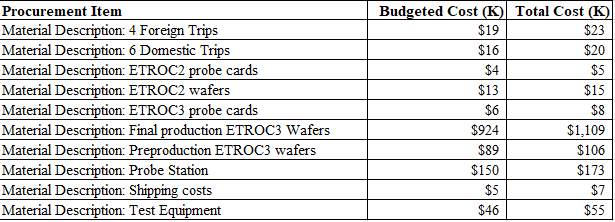 Procurement Item Budgeted Cost (K) Total Cost (K)
Material Description: 4 Foreign Trips $19 $23
Material Description: 6 Domestic Trips $16 $20
Material Description: ETROC2 probe cards $4 $5
Material Description: ETROC2 wafers $13 $15
Material Description: ETROC3 probe cards $6 $8
Material Description: Final production ETROC3 Wafers $924 $1,109
Material Description: Preproduction ETROC3 wafers $89 $106
Material Description: Probe Station $150 $173
Material Description: Shipping costs $5 $7
Material Description: Test Equipment $46 $55